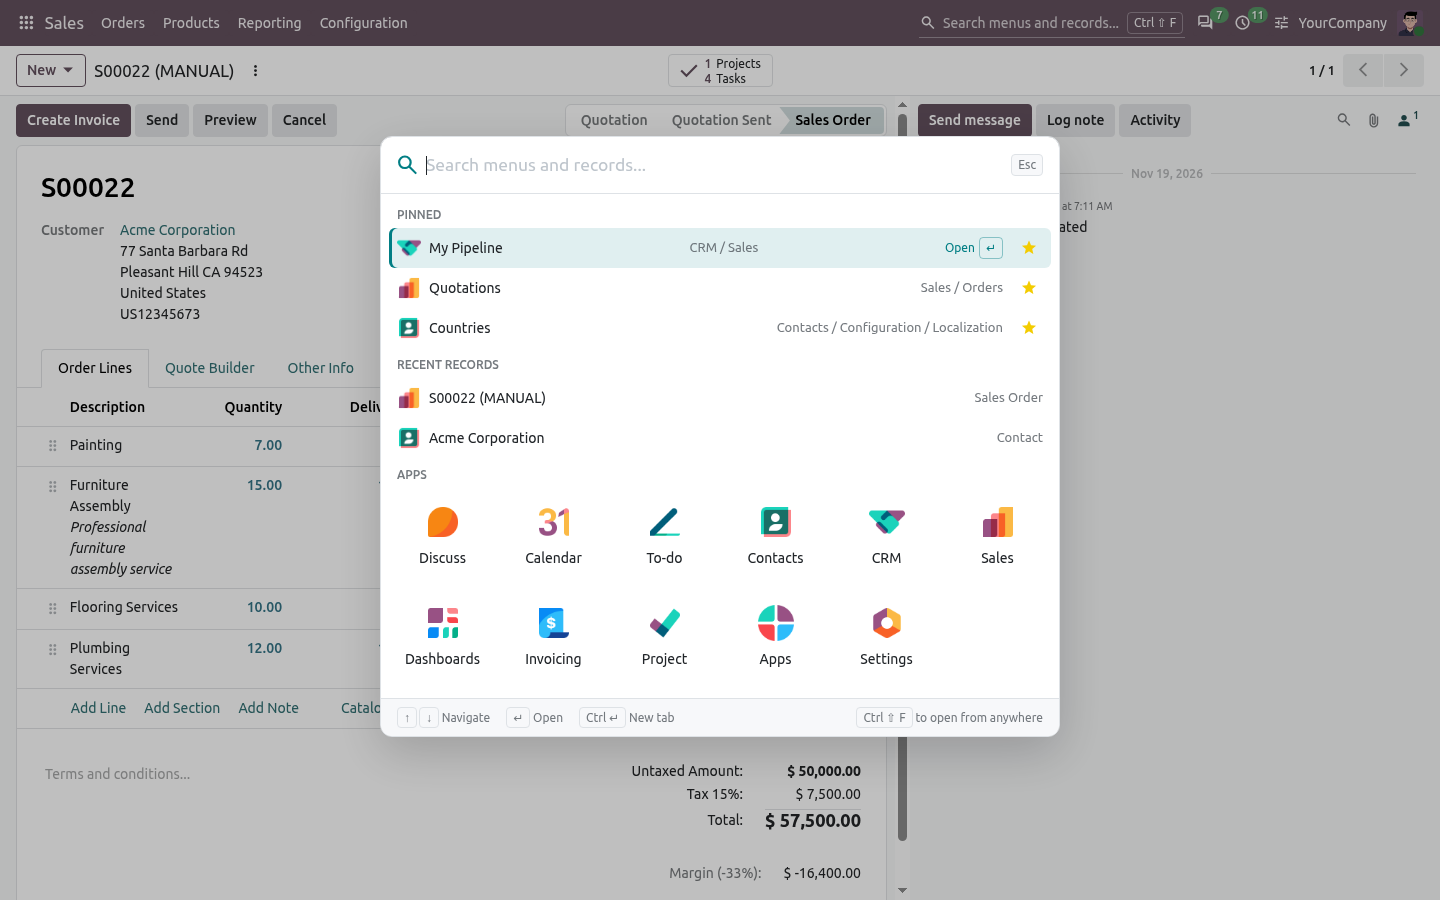 Sales Orders Products Reporting Configuration Search menus and records... Ctrl ⇧ F 7 11 YourCompany
New S00022 (MANUAL) 1 Projects 4 Tasks 1 / 1
Create Invoice Send Preview Cancel Quotation Quotation Sent Sales Order Send message Log note Activity 1
Search menus and records... Esc
Nov 19, 2026
S00022
PINNED
at 7:11 AM
Customer Acme Corporation
77 Santa Barbara Rd
Pleasant Hill CA 94523
United States
US12345673
My Pipeline CRM / Sales Open ↵
Quotations Sales / Orders
Countries Contacts / Configuration / Localization
RECENT RECORDS
S00022 (MANUAL) Sales Order
Acme Corporation Contact
APPS
Discuss Calendar To-do Contacts CRM Sales
Dashboards Invoicing Project Apps Settings
↑ ↓ Navigate ↵ Open Ctrl ↵ New tab Ctrl ⇧ F to open from anywhere
Order Lines Quote Builder Other Info
Description Quantity
Painting 7.00
Furniture 15.00
Assembly
Professional
furniture
assembly service
Flooring Services 10.00
Plumbing 12.00
Services
Add Line Add Section Add Note
Terms and conditions...
Untaxed Amount: $ 50,000.00
Tax 15%: $ 7,500.00
Total: $ 57,500.00
Margin (-33%): $ -16,400.00